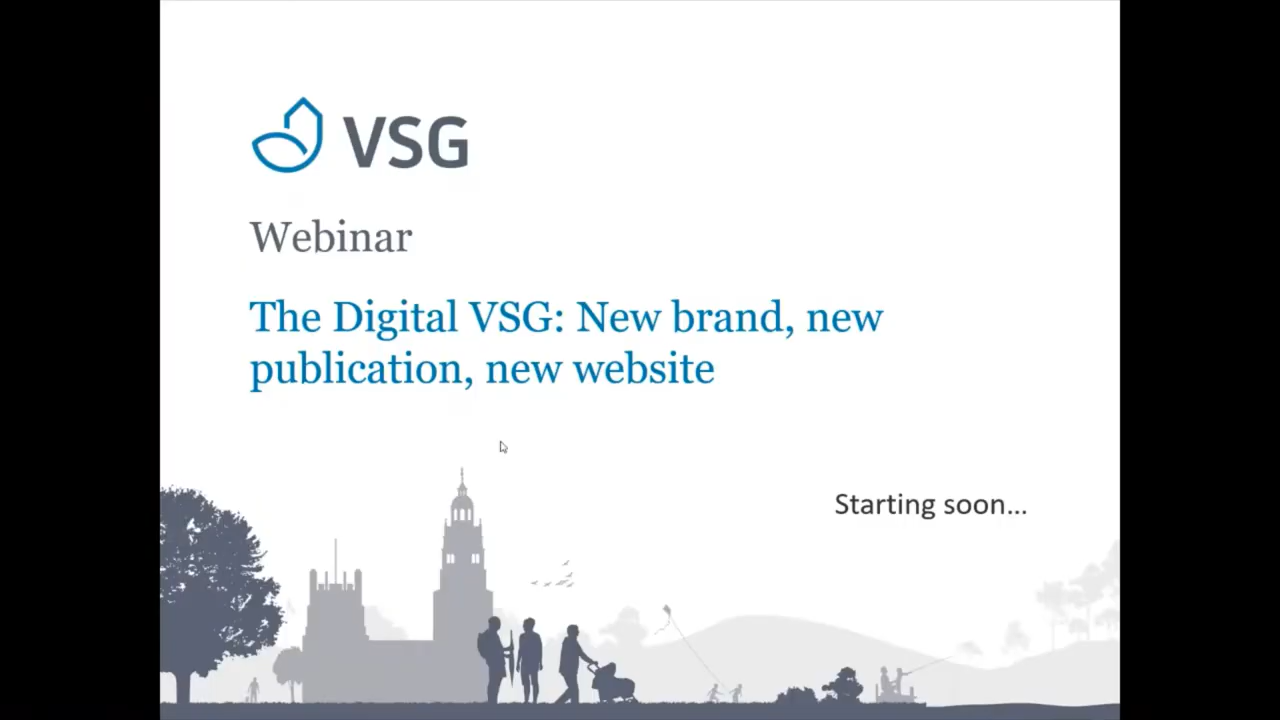 VSG
Webinar
The Digital VSG: New brand, new
publication, new website
Starting soon...